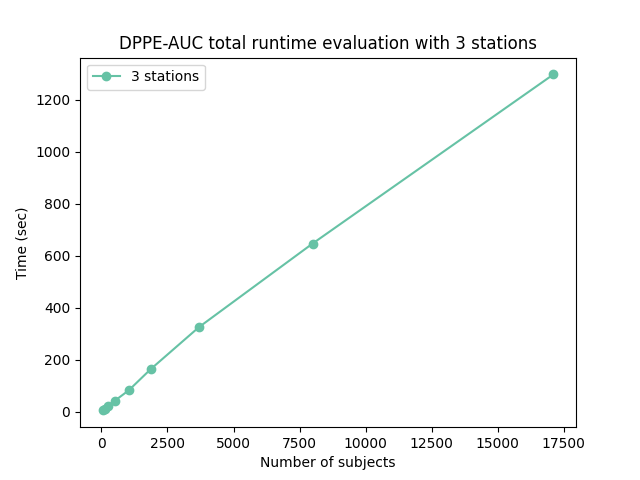 DPPE-AUC total runtime evaluation with 3 stations
3 stations
1200
1000
800
600
400
200
0
Time (sec)
0 2500 5000 7500 10000 12500 15000 17500
Number of subjects